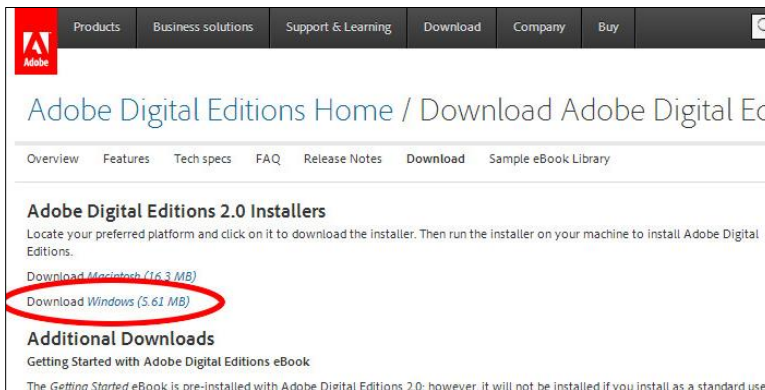 Products Business solutions Support & Learning Download Company Buy
Adobe
Adobe Digital Editions Home / Download Adobe Digital Ed
Overview Features Tech specs FAQ Release Notes Download Sample eBook Library
Adobe Digital Editions 2.0 Installers
Locate your preferred platform and click on it to download the installer. Then run the installer on your machine to install Adobe Digital
Editions.
Download Macintosh (16.3 MB)
Download Windows (5.61 MB)
Additional Downloads
Getting Started with Adobe Digital Editions eBook
The Getting Started eBook is pre-installed with Adobe Digital Editions 2.0; however, it will not be installed if you install as a standard use